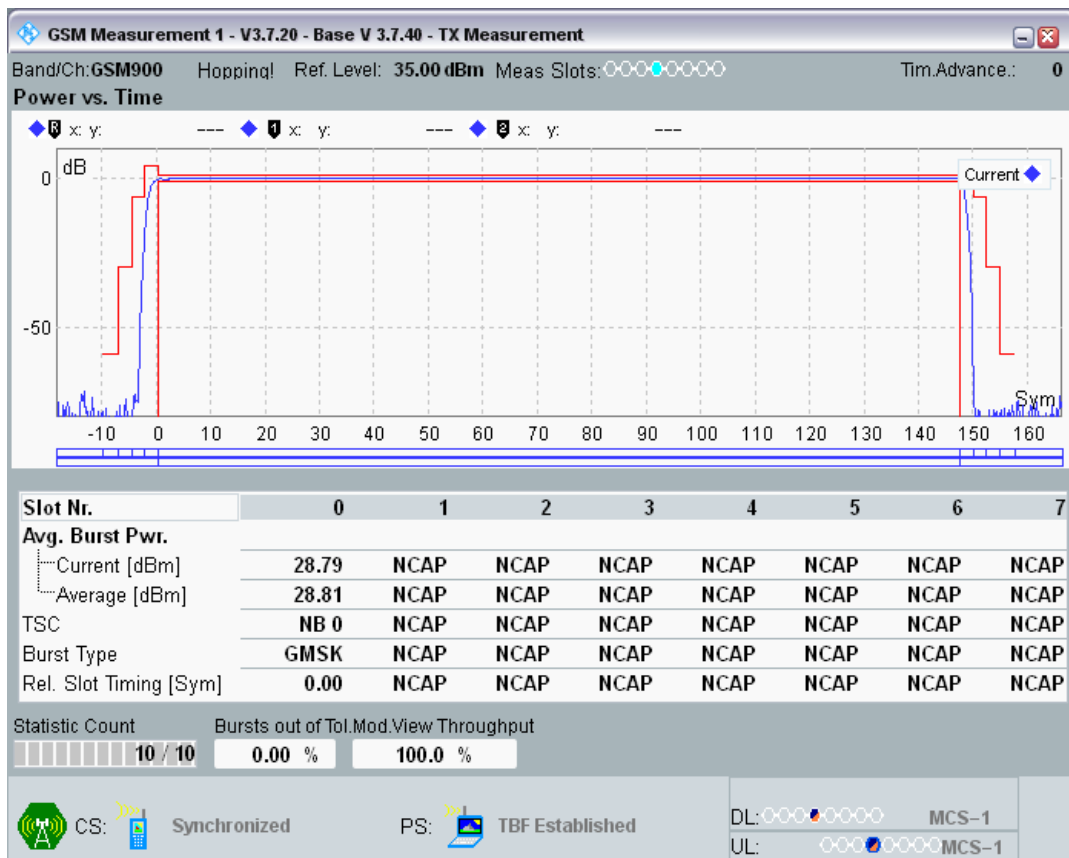 GSM Measurement 1 - V3.7.20 - Base V 3.7.40 - TX Measurement
Band/Ch:GSM900 Hopping! Ref. Level: 35.00 dBm Meas Slots: Tim.Advance.: 0
Power vs. Time
R x: y: --- 1 x: y: --- 2 x: y: ---
dB
0
Current
-50
Sym
-10 0 10 20 30 40 50 60 70 80 90 100 110 120 130 140 150 160
Slot Nr. 0 1 2 3 4 5 6 7
Avg. Burst Pwr.
Current [dBm] 28.79 NCAP NCAP NCAP NCAP NCAP NCAP NCAP
Average [dBm] 28.81 NCAP NCAP NCAP NCAP NCAP NCAP NCAP
TSC NB 0 NCAP NCAP NCAP NCAP NCAP NCAP NCAP
Burst Type GMSK NCAP NCAP NCAP NCAP NCAP NCAP NCAP
Rel. Slot Timing [Sym] 0.00 NCAP NCAP NCAP NCAP NCAP NCAP NCAP
Statistic Count Bursts out of Tol. Mod.View Throughput
10 / 10 0.00 % 100.0 %
CS: Synchronized PS: TBF Established
DL: MCS-1
UL: MCS-1